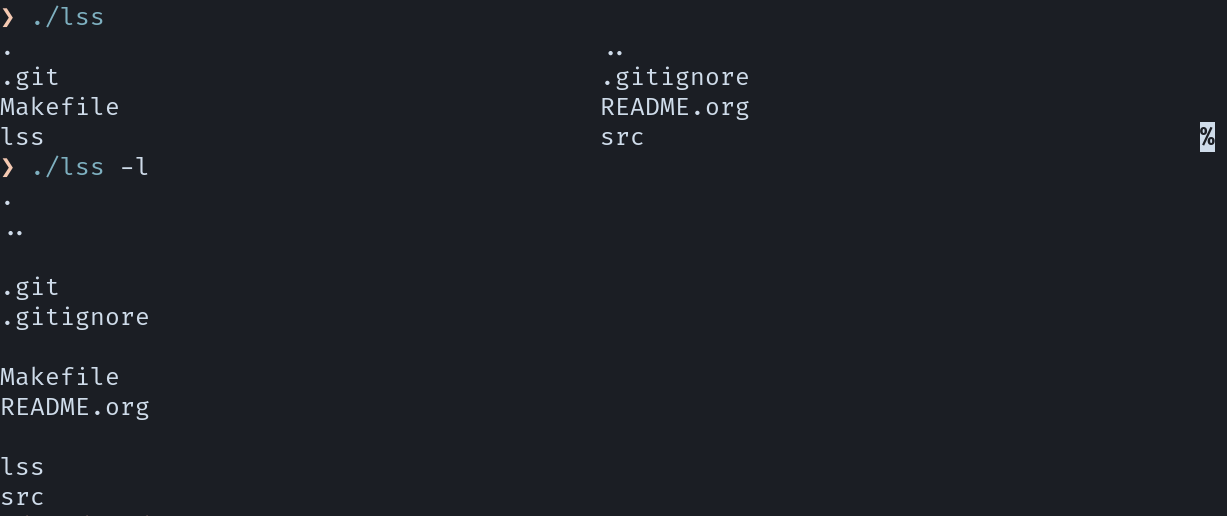 ❯ ./lss
. ..
.git .gitignore
Makefile README.org
lss src %
❯ ./lss -l
.
..
.git
.gitignore
Makefile
README.org
lss
src